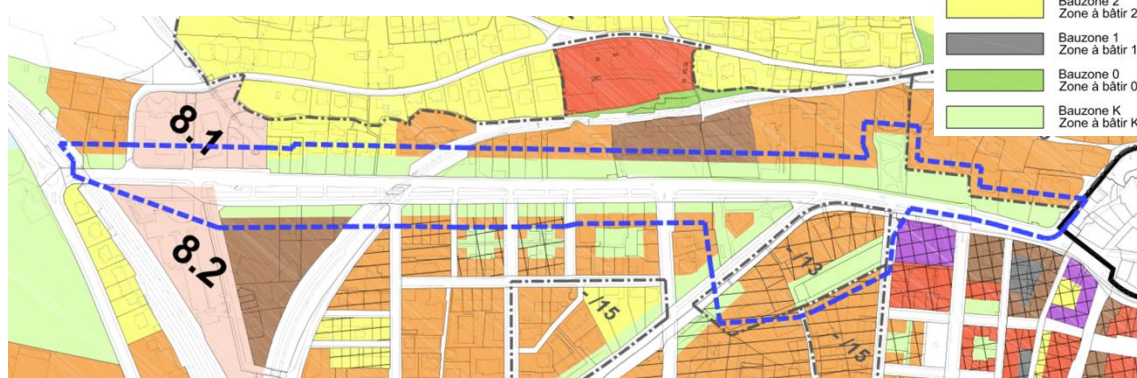 Bauzone 2
Zone à bâtir 2
Bauzone 1
Zone à bâtir 1
Bauzone 0
Zone à bâtir 0
Bauzone K
Zone à bâtir K
8.1
8.2
- /13
- /15
- /15